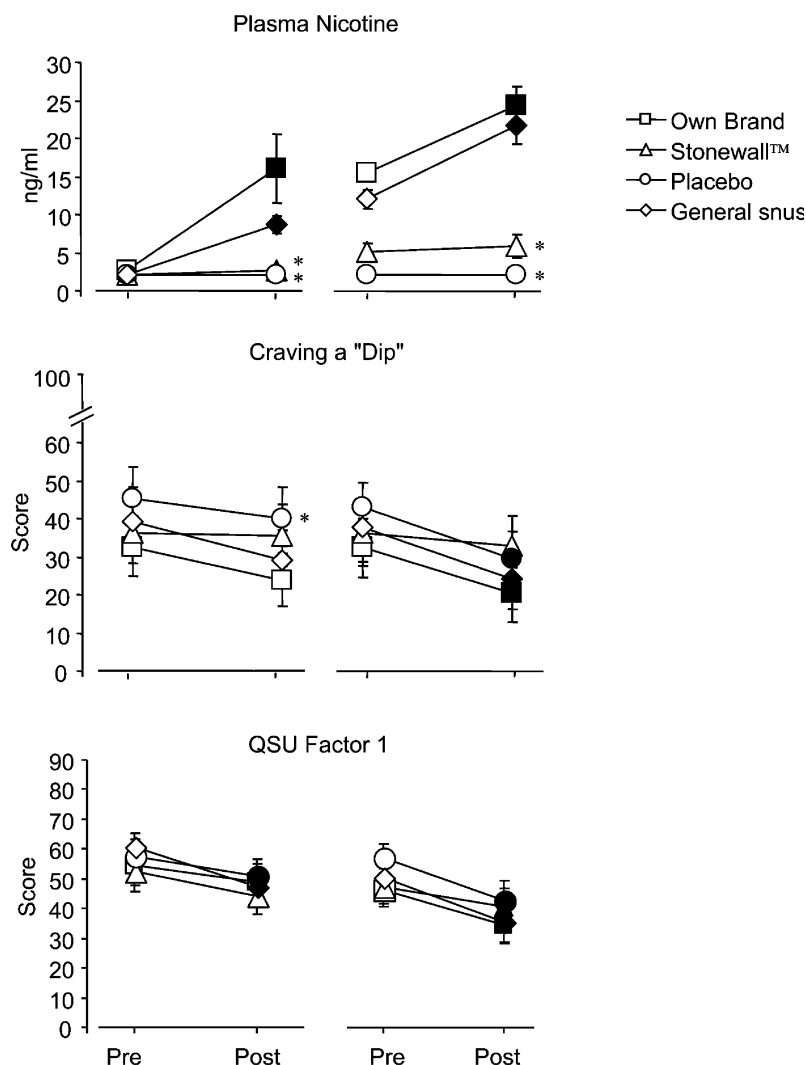 Plasma Nicotine
30
25
20
15
10
5
0
ng/ml
*
*
*
*
Own Brand
Stonewall™
Placebo
General snus
Craving a "Dip"
100
60
50
40
30
20
10
0
Score
*
QSU Factor 1
90
80
70
60
50
40
30
20
10
0
Score
Pre Post Pre Post